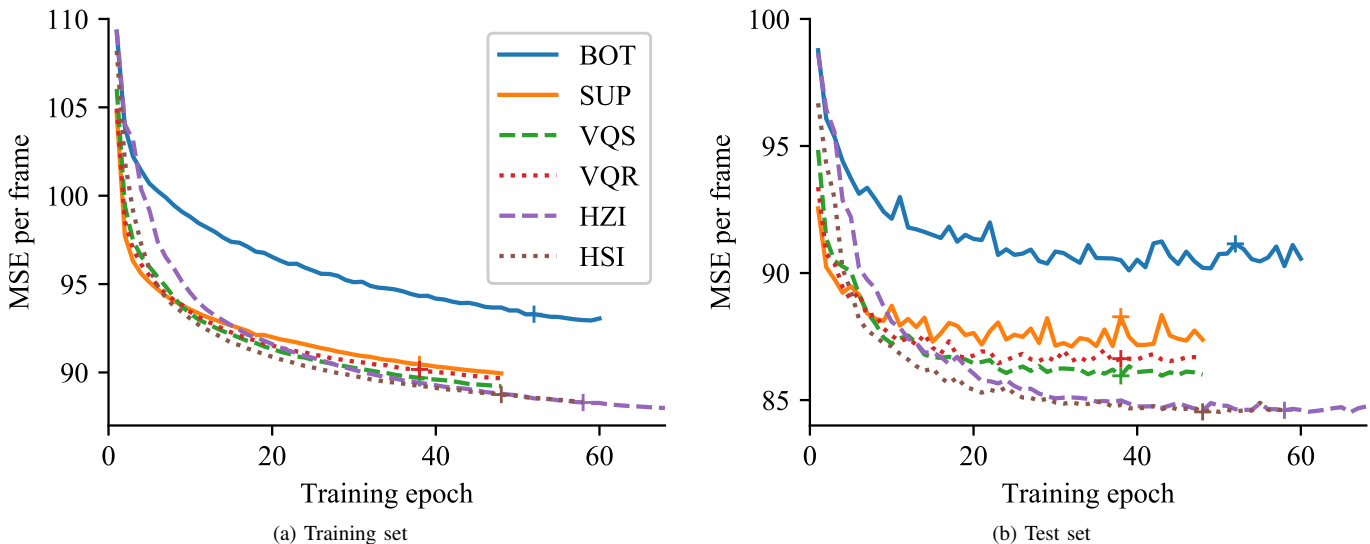 110
105
100
95
90
MSE per frame
0
20
40
60
Training epoch
BOT
SUP
VQS
VQR
HZI
HSI
(a) Training set
100
95
90
85
MSE per frame
0
20
40
60
Training epoch
(b) Test set